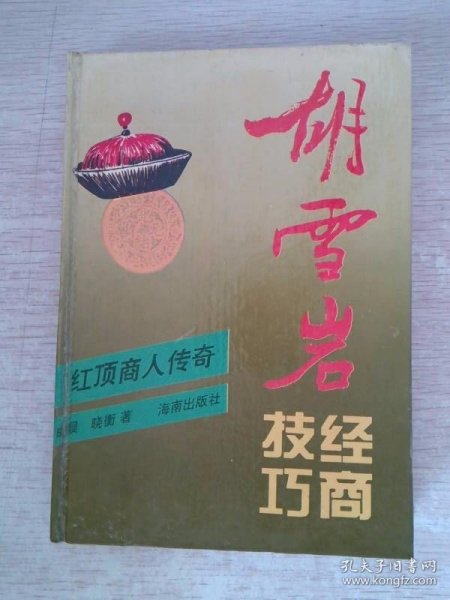 胡雪岩
经商
技巧
红顶商人传奇
晓衡 著 海南出版社
孔夫子旧书网
www.kongfz.com